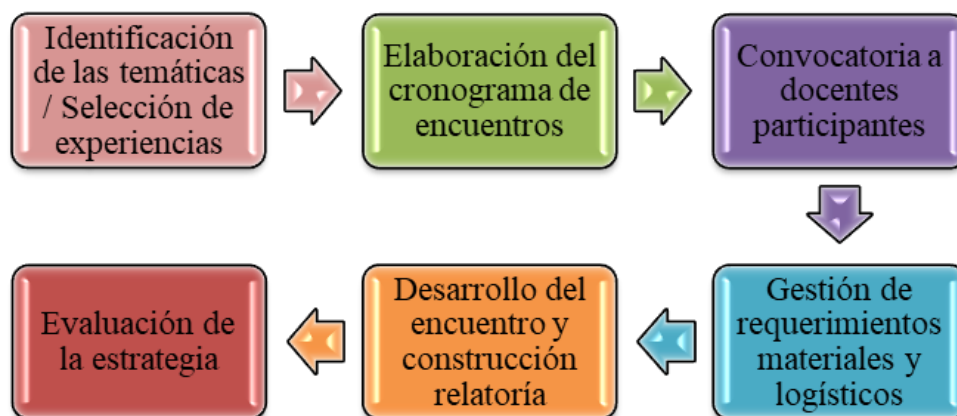 Identificación
de las temáticas
/ Selección de
experiencias
Elaboración del
cronograma de
encuentros
Convocatoria a
docentes
participantes
Gestión de
requerimientos
materiales y
logísticos
Desarrollo del
encuentro y
construcción
relatoría
Evaluación de
la estrategia